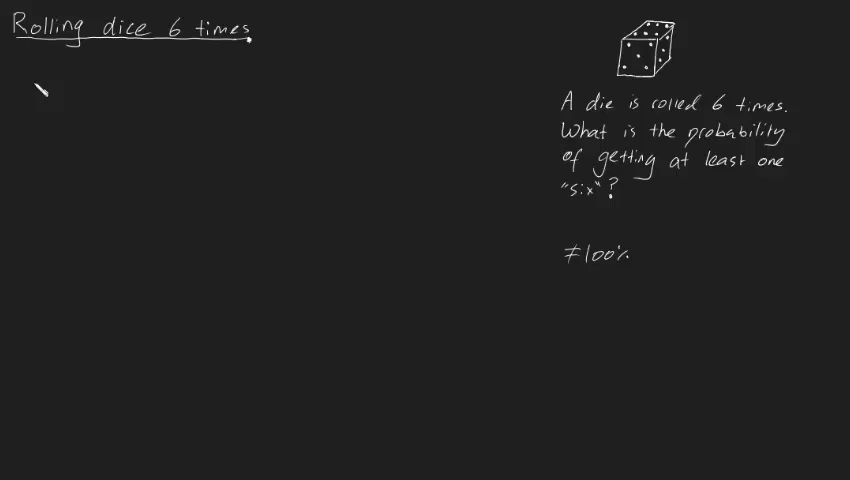 Rolling dice 6 times
A die is rolled 6 times.
What is the probability
of getting at least one
"six"?
≠100%